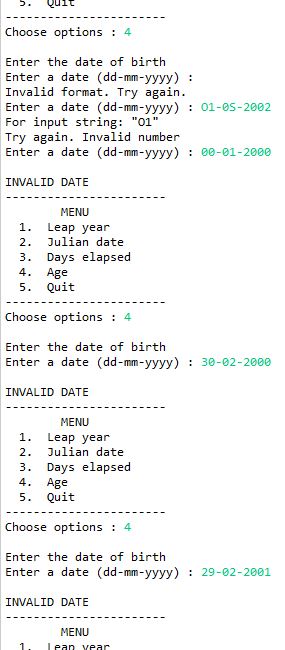 5.  Quit
-----------------------
Choose options : 4
Enter the date of birth
Enter a date (dd-mm-yyyy) :
Invalid format. Try again.
Enter a date (dd-mm-yyyy) : O1-0S-2002
For input string: "O1"
Try again. Invalid number
Enter a date (dd-mm-yyyy) : 00-01-2000
INVALID DATE
-----------------------
MENU
1.  Leap year
2.  Julian date
3.  Days elapsed
4.  Age
5.  Quit
-----------------------
Choose options : 4
Enter the date of birth
Enter a date (dd-mm-yyyy) : 30-02-2000
INVALID DATE
-----------------------
MENU
1.  Leap year
2.  Julian date
3.  Days elapsed
4.  Age
5.  Quit
-----------------------
Choose options : 4
Enter the date of birth
Enter a date (dd-mm-yyyy) : 29-02-2001
INVALID DATE
-----------------------
MENU
1.  Leap year